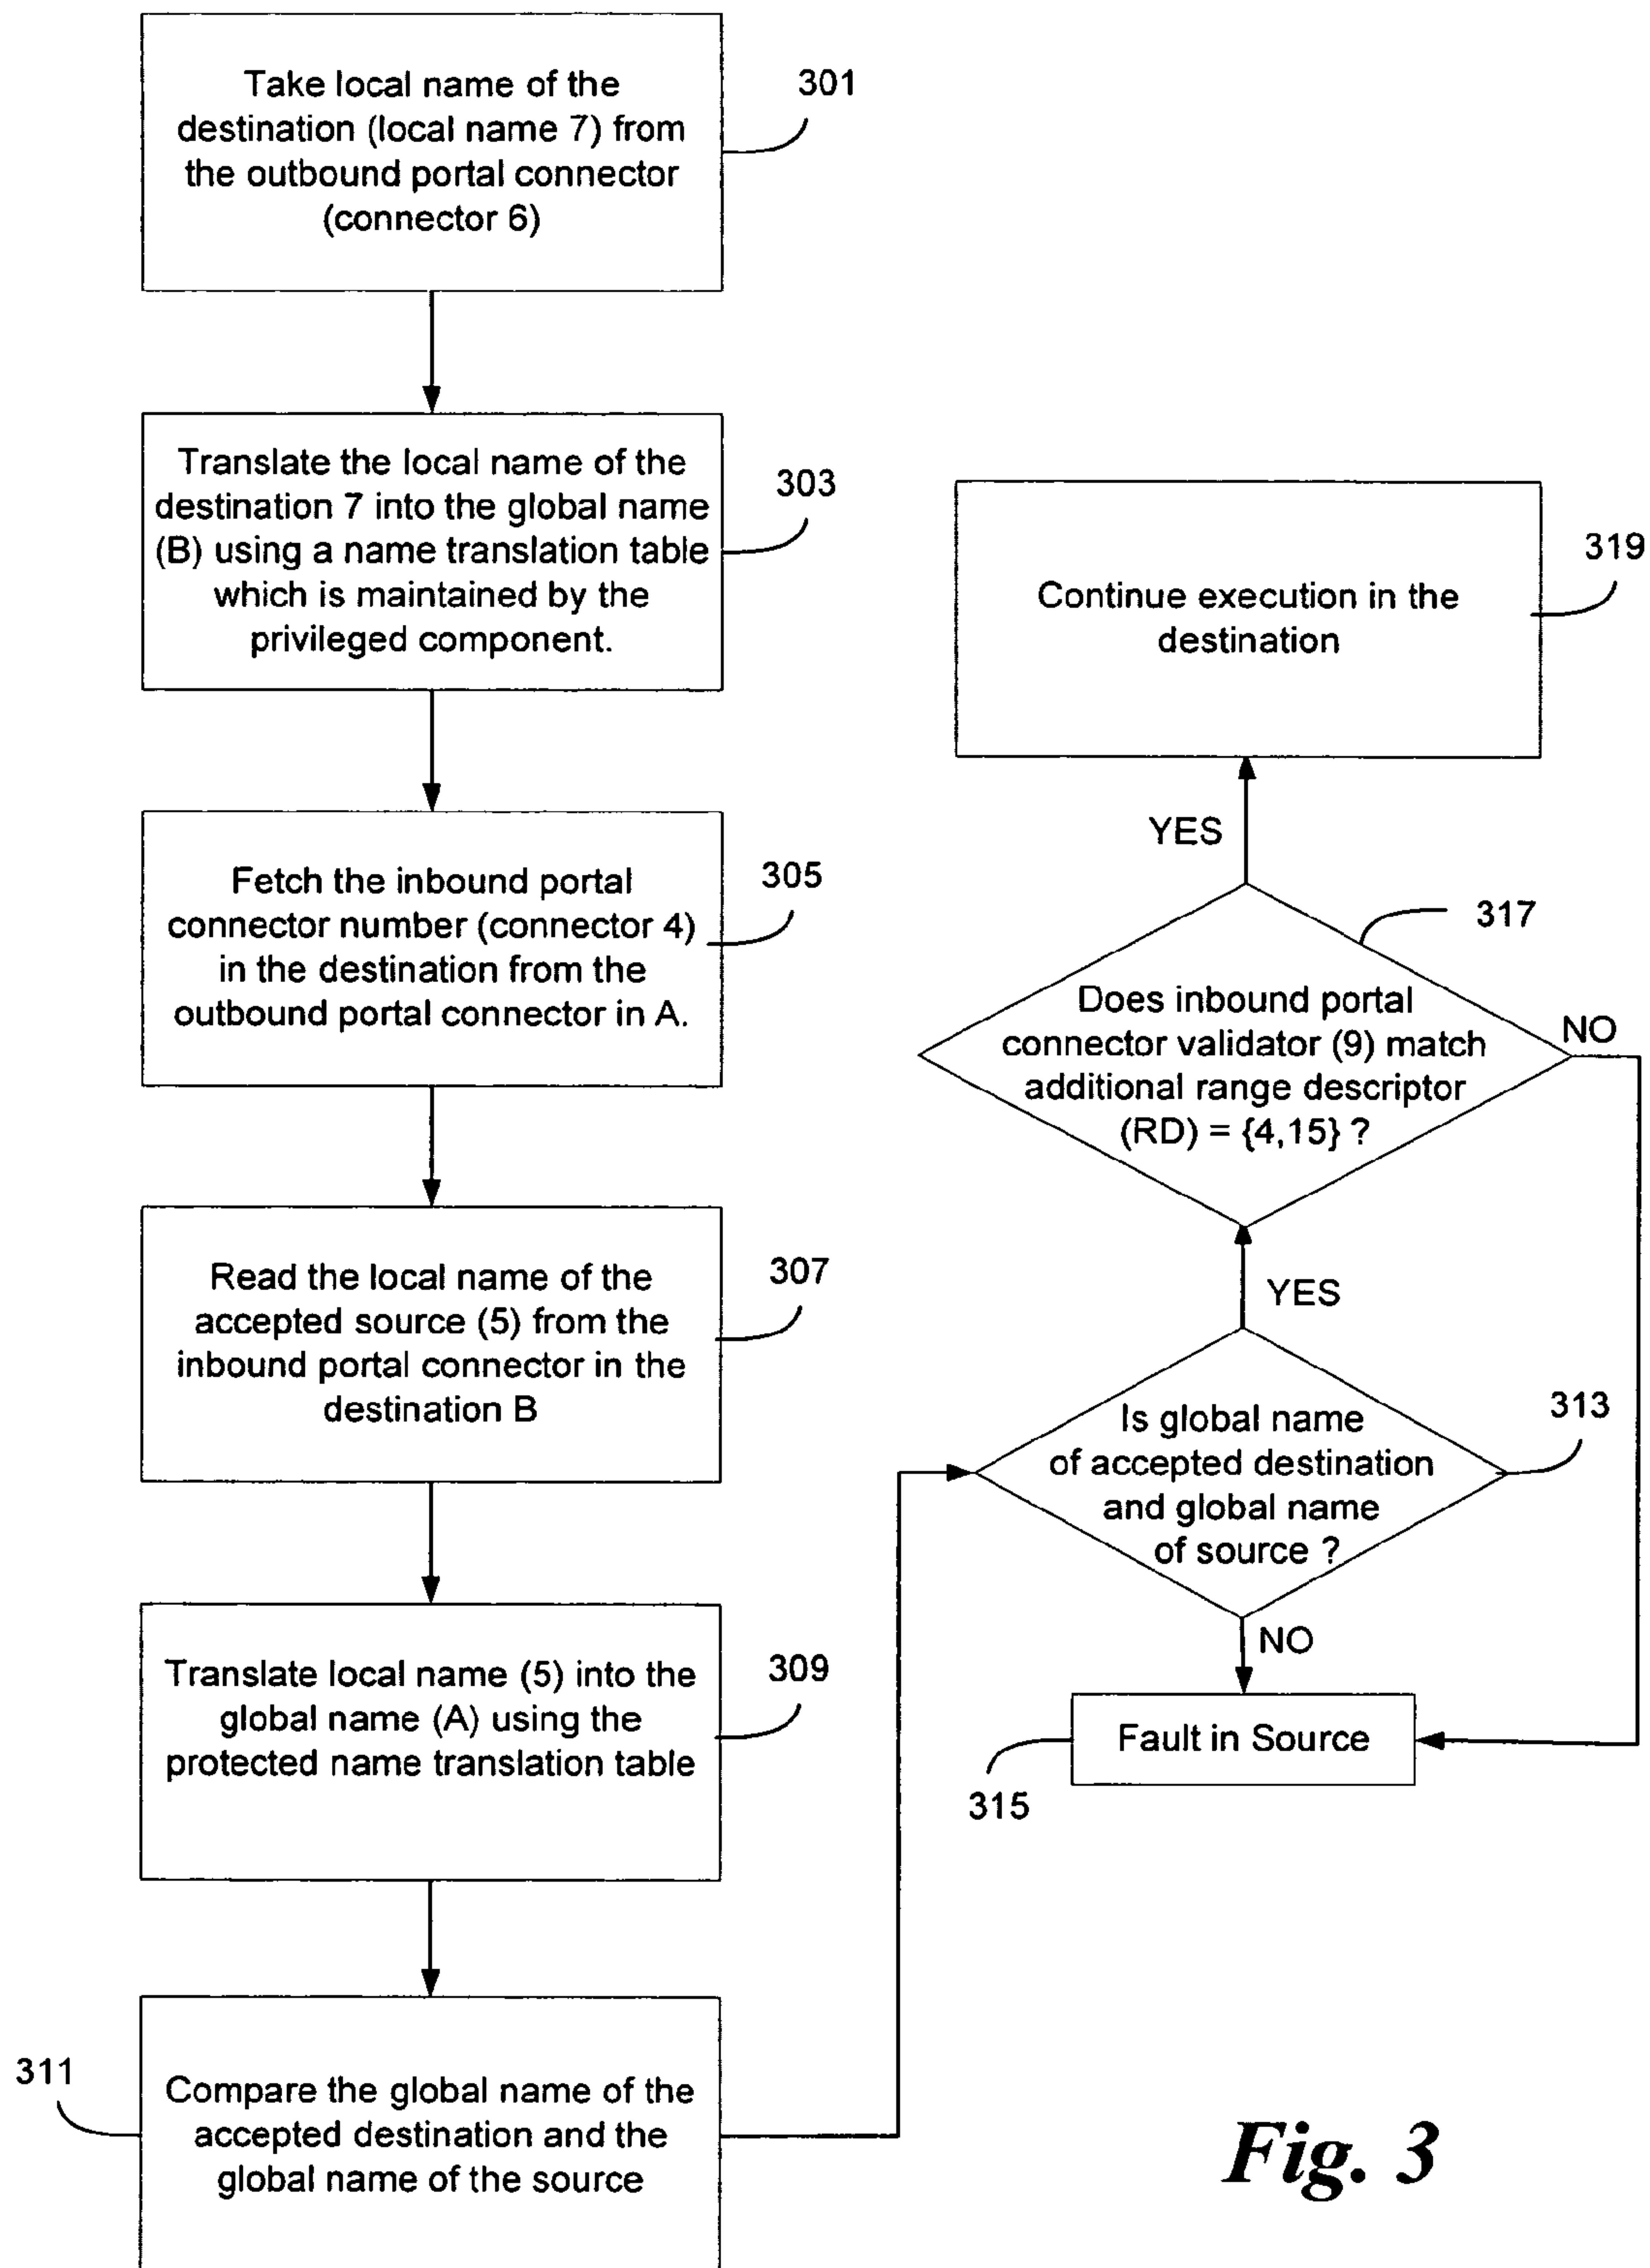 Take local name of the
destination (local name 7) from
the outbound portal connector
(connector 6)
301
Translate the local name of the
destination 7 into the global name
(B) using a name translation table
which is maintained by the
privileged component.
303
Fetch the inbound portal
connector number (connector 4)
in the destination from the
outbound portal connector in A.
305
Read the local name of the
accepted source (5) from the
inbound portal connector in the
destination B
307
Translate local name (5) into the
global name (A) using the
protected name translation table
309
Compare the global name of the
accepted destination and the
global name of the source
311
Is global name
of accepted destination
and global name
of source ?
313
NO
Fault in Source
315
YES
Does inbound portal
connector validator (9) match
additional range descriptor
(RD) = {4,15} ?
317
NO
YES
Continue execution in the
destination
319
Fig. 3